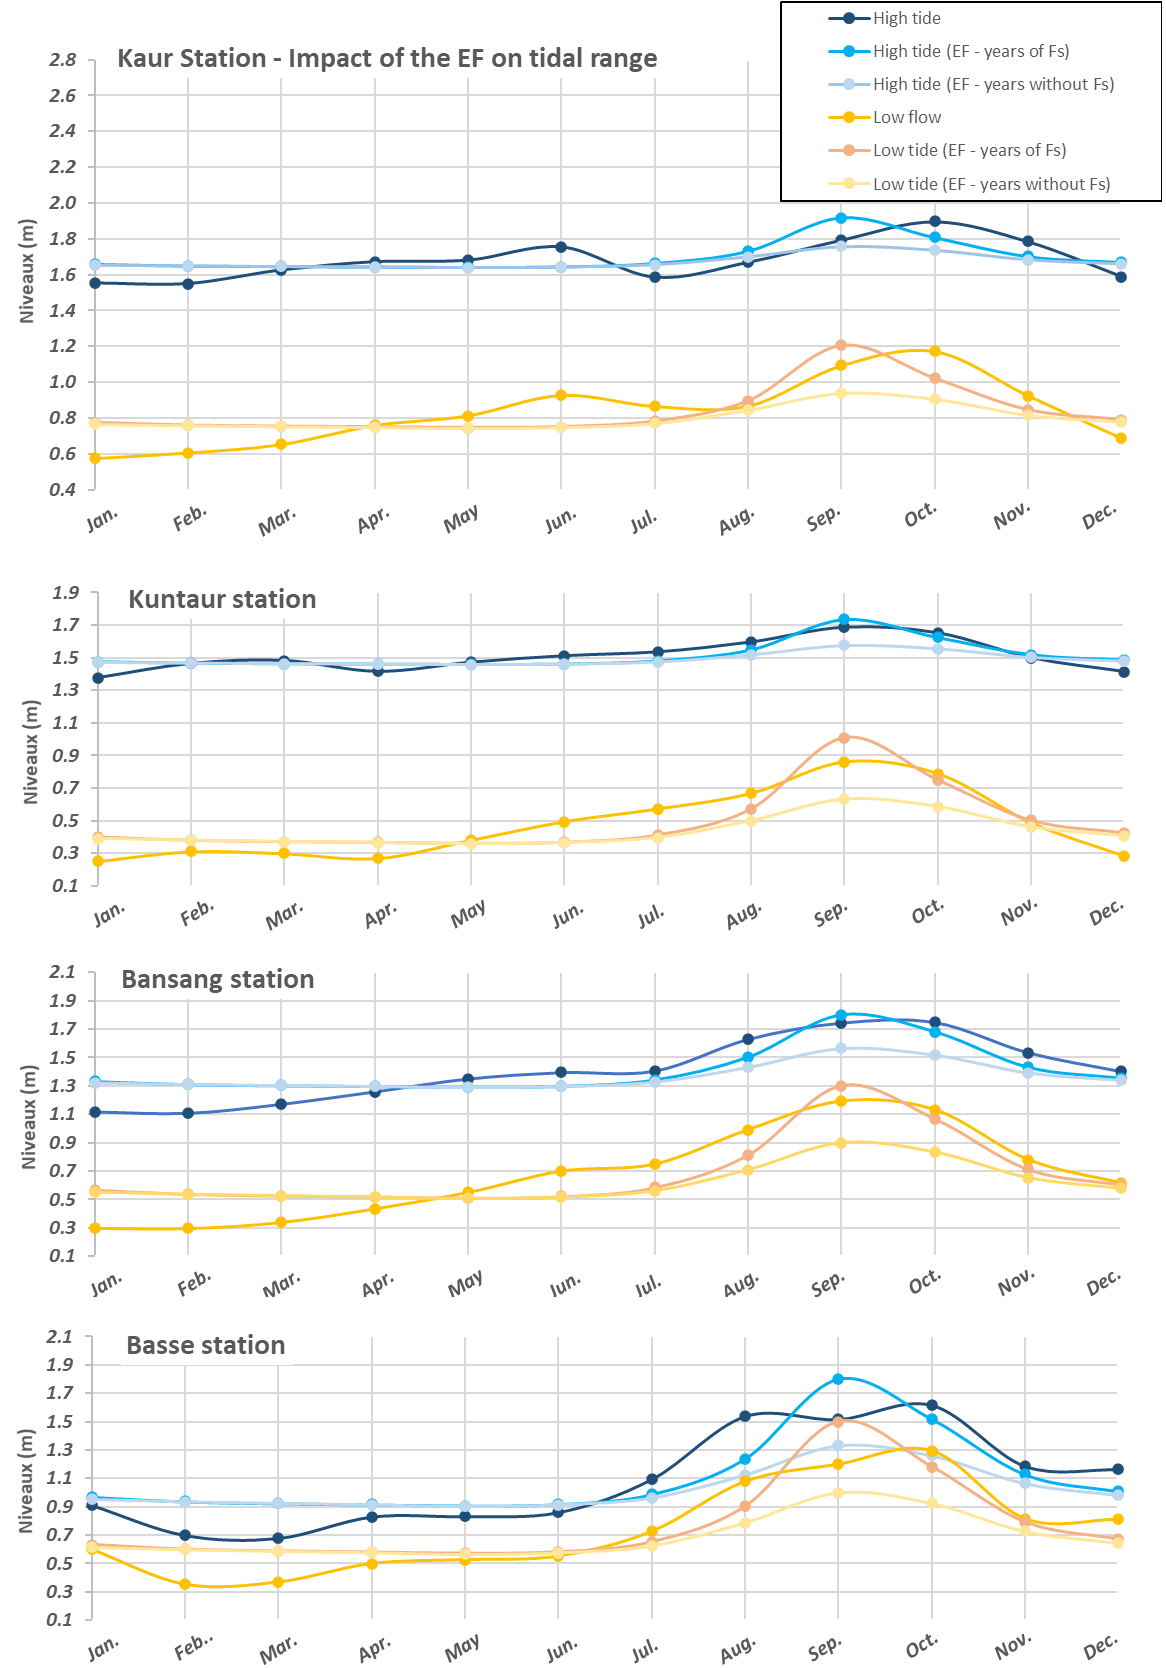 High tide
High tide (EF - years of Fs)
High tide (EF - years without Fs)
Low flow
Low tide (EF - years of Fs)
Low tide (EF - years without Fs)
Kaur Station - Impact of the EF on tidal range
Niveaux (m)
2.8
2.6
2.4
2.2
2.0
1.8
1.6
1.4
1.2
1.0
0.8
0.6
0.4
Jan. Feb. Mar. Apr. May Jun. Jul. Aug. Sep. Oct. Nov. Dec.
Kuntaur station
Niveaux (m)
1.9
1.7
1.5
1.3
1.1
0.9
0.7
0.5
0.3
0.1
Jan. Feb. Mar. Apr. May Jun. Jul. Aug. Sep. Oct. Nov. Dec.
Bansang station
Niveaux (m)
2.1
1.9
1.7
1.5
1.3
1.1
0.9
0.7
0.5
0.3
0.1
Jan. Feb. Mar. Apr. May Jun. Jul. Aug. Sep. Oct. Nov. Dec.
Basse station
Niveaux (m)
2.1
1.9
1.7
1.5
1.3
1.1
0.9
0.7
0.5
0.3
0.1
Jan. Feb.. Mar. Apr. May Jun. Jul. Aug. Sep. Oct. Nov. Dec.